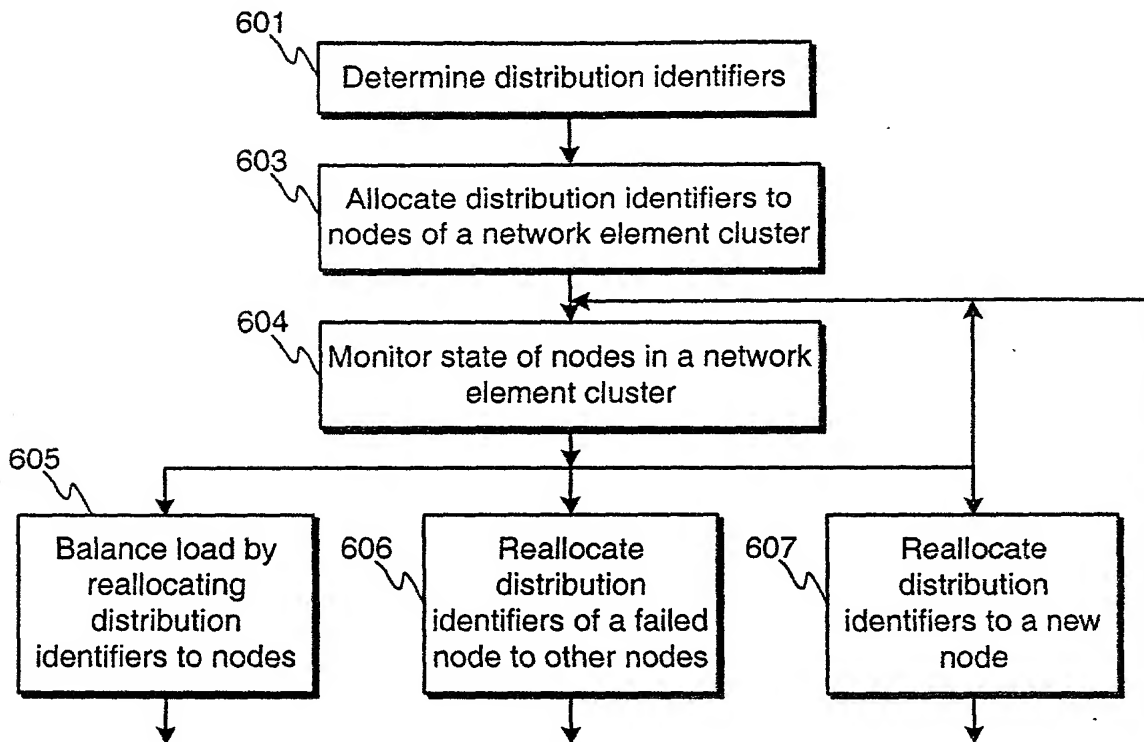 601
Determine distribution identifiers
603
Allocate distribution identifiers to
nodes of a network element cluster
604
Monitor state of nodes in a network
element cluster
605
Balance load by
reallocating
distribution
identifiers to nodes
606
Reallocate
distribution
identifiers of a failed
node to other nodes
607
Reallocate
distribution
identifiers to a new
node